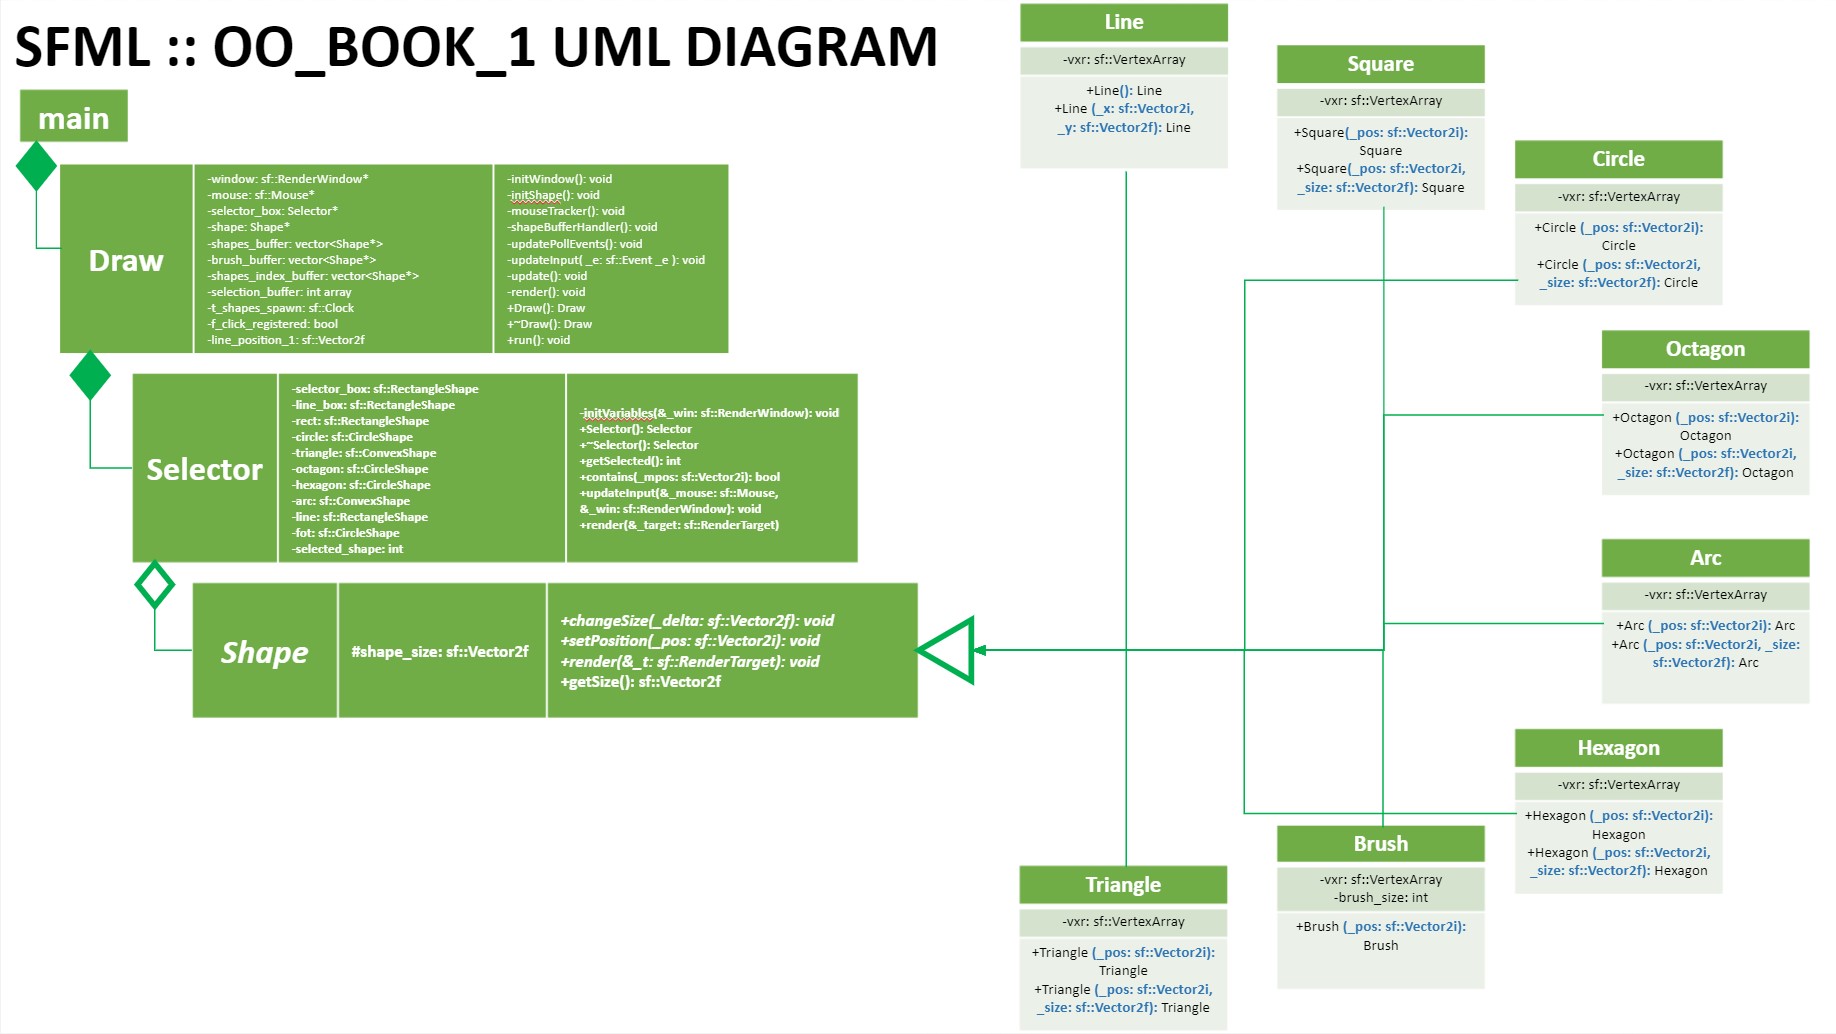 SFML :: OO_BOOK_1 UML DIAGRAM
main
Draw
-window: sf::RenderWindow*
-mouse: sf::Mouse*
-selector_box: Selector*
-shape: Shape*
-shapes_buffer: vector<Shape*>
-brush_buffer: vector<Shape*>
-shapes_index_buffer: vector<Shape*>
-selection_buffer: int array
-t_shapes_spawn: sf::Clock
-f_click_registered: bool
-line_position_1: sf::Vector2f
-initWindow(): void
-initShape(): void
-mouseTracker(): void
-shapeBufferHandler(): void
-updatePollEvents(): void
-updateInput( _e: sf::Event _e ): void
-update(): void
-render(): void
+Draw(): Draw
+~Draw(): Draw
+run(): void
Selector
-selector_box: sf::RectangleShape
-line_box: sf::RectangleShape
-rect: sf::RectangleShape
-circle: sf::CircleShape
-triangle: sf::ConvexShape
-octagon: sf::CircleShape
-hexagon: sf::CircleShape
-arc: sf::ConvexShape
-line: sf::RectangleShape
-fot: sf::CircleShape
-selected_shape: int
-initVariables(&_win: sf::RenderWindow): void
+Selector(): Selector
+~Selector(): Selector
+getSelected(): int
+contains(_mpos: sf::Vector2i): bool
+updateInput(&_mouse: sf::Mouse,
&_win: sf::RenderWindow): void
+render(&_target: sf::RenderTarget)
Shape
#shape_size: sf::Vector2f
+changeSize(_delta: sf::Vector2f): void
+setPosition(_pos: sf::Vector2i): void
+render(&_t: sf::RenderTarget): void
+getSize(): sf::Vector2f
Line
-vxr: sf::VertexArray
+Line(): Line
+Line (_x: sf::Vector2i,
_y: sf::Vector2f): Line
Square
-vxr: sf::VertexArray
+Square(_pos: sf::Vector2i):
Square
+Square(_pos: sf::Vector2i,
_size: sf::Vector2f): Square
Circle
-vxr: sf::VertexArray
+Circle (_pos: sf::Vector2i):
Circle
+Circle (_pos: sf::Vector2i,
_size: sf::Vector2f): Circle
Octagon
-vxr: sf::VertexArray
+Octagon (_pos: sf::Vector2i):
Octagon
+Octagon (_pos: sf::Vector2i,
_size: sf::Vector2f): Octagon
Arc
-vxr: sf::VertexArray
+Arc (_pos: sf::Vector2i): Arc
+Arc (_pos: sf::Vector2i, _size:
sf::Vector2f): Arc
Hexagon
-vxr: sf::VertexArray
+Hexagon (_pos: sf::Vector2i):
Hexagon
+Hexagon (_pos: sf::Vector2i,
_size: sf::Vector2f): Hexagon
Brush
-vxr: sf::VertexArray
-brush_size: int
+Brush (_pos: sf::Vector2i):
Brush
Triangle
-vxr: sf::VertexArray
+Triangle (_pos: sf::Vector2i):
Triangle
+Triangle (_pos: sf::Vector2i,
_size: sf::Vector2f): Triangle